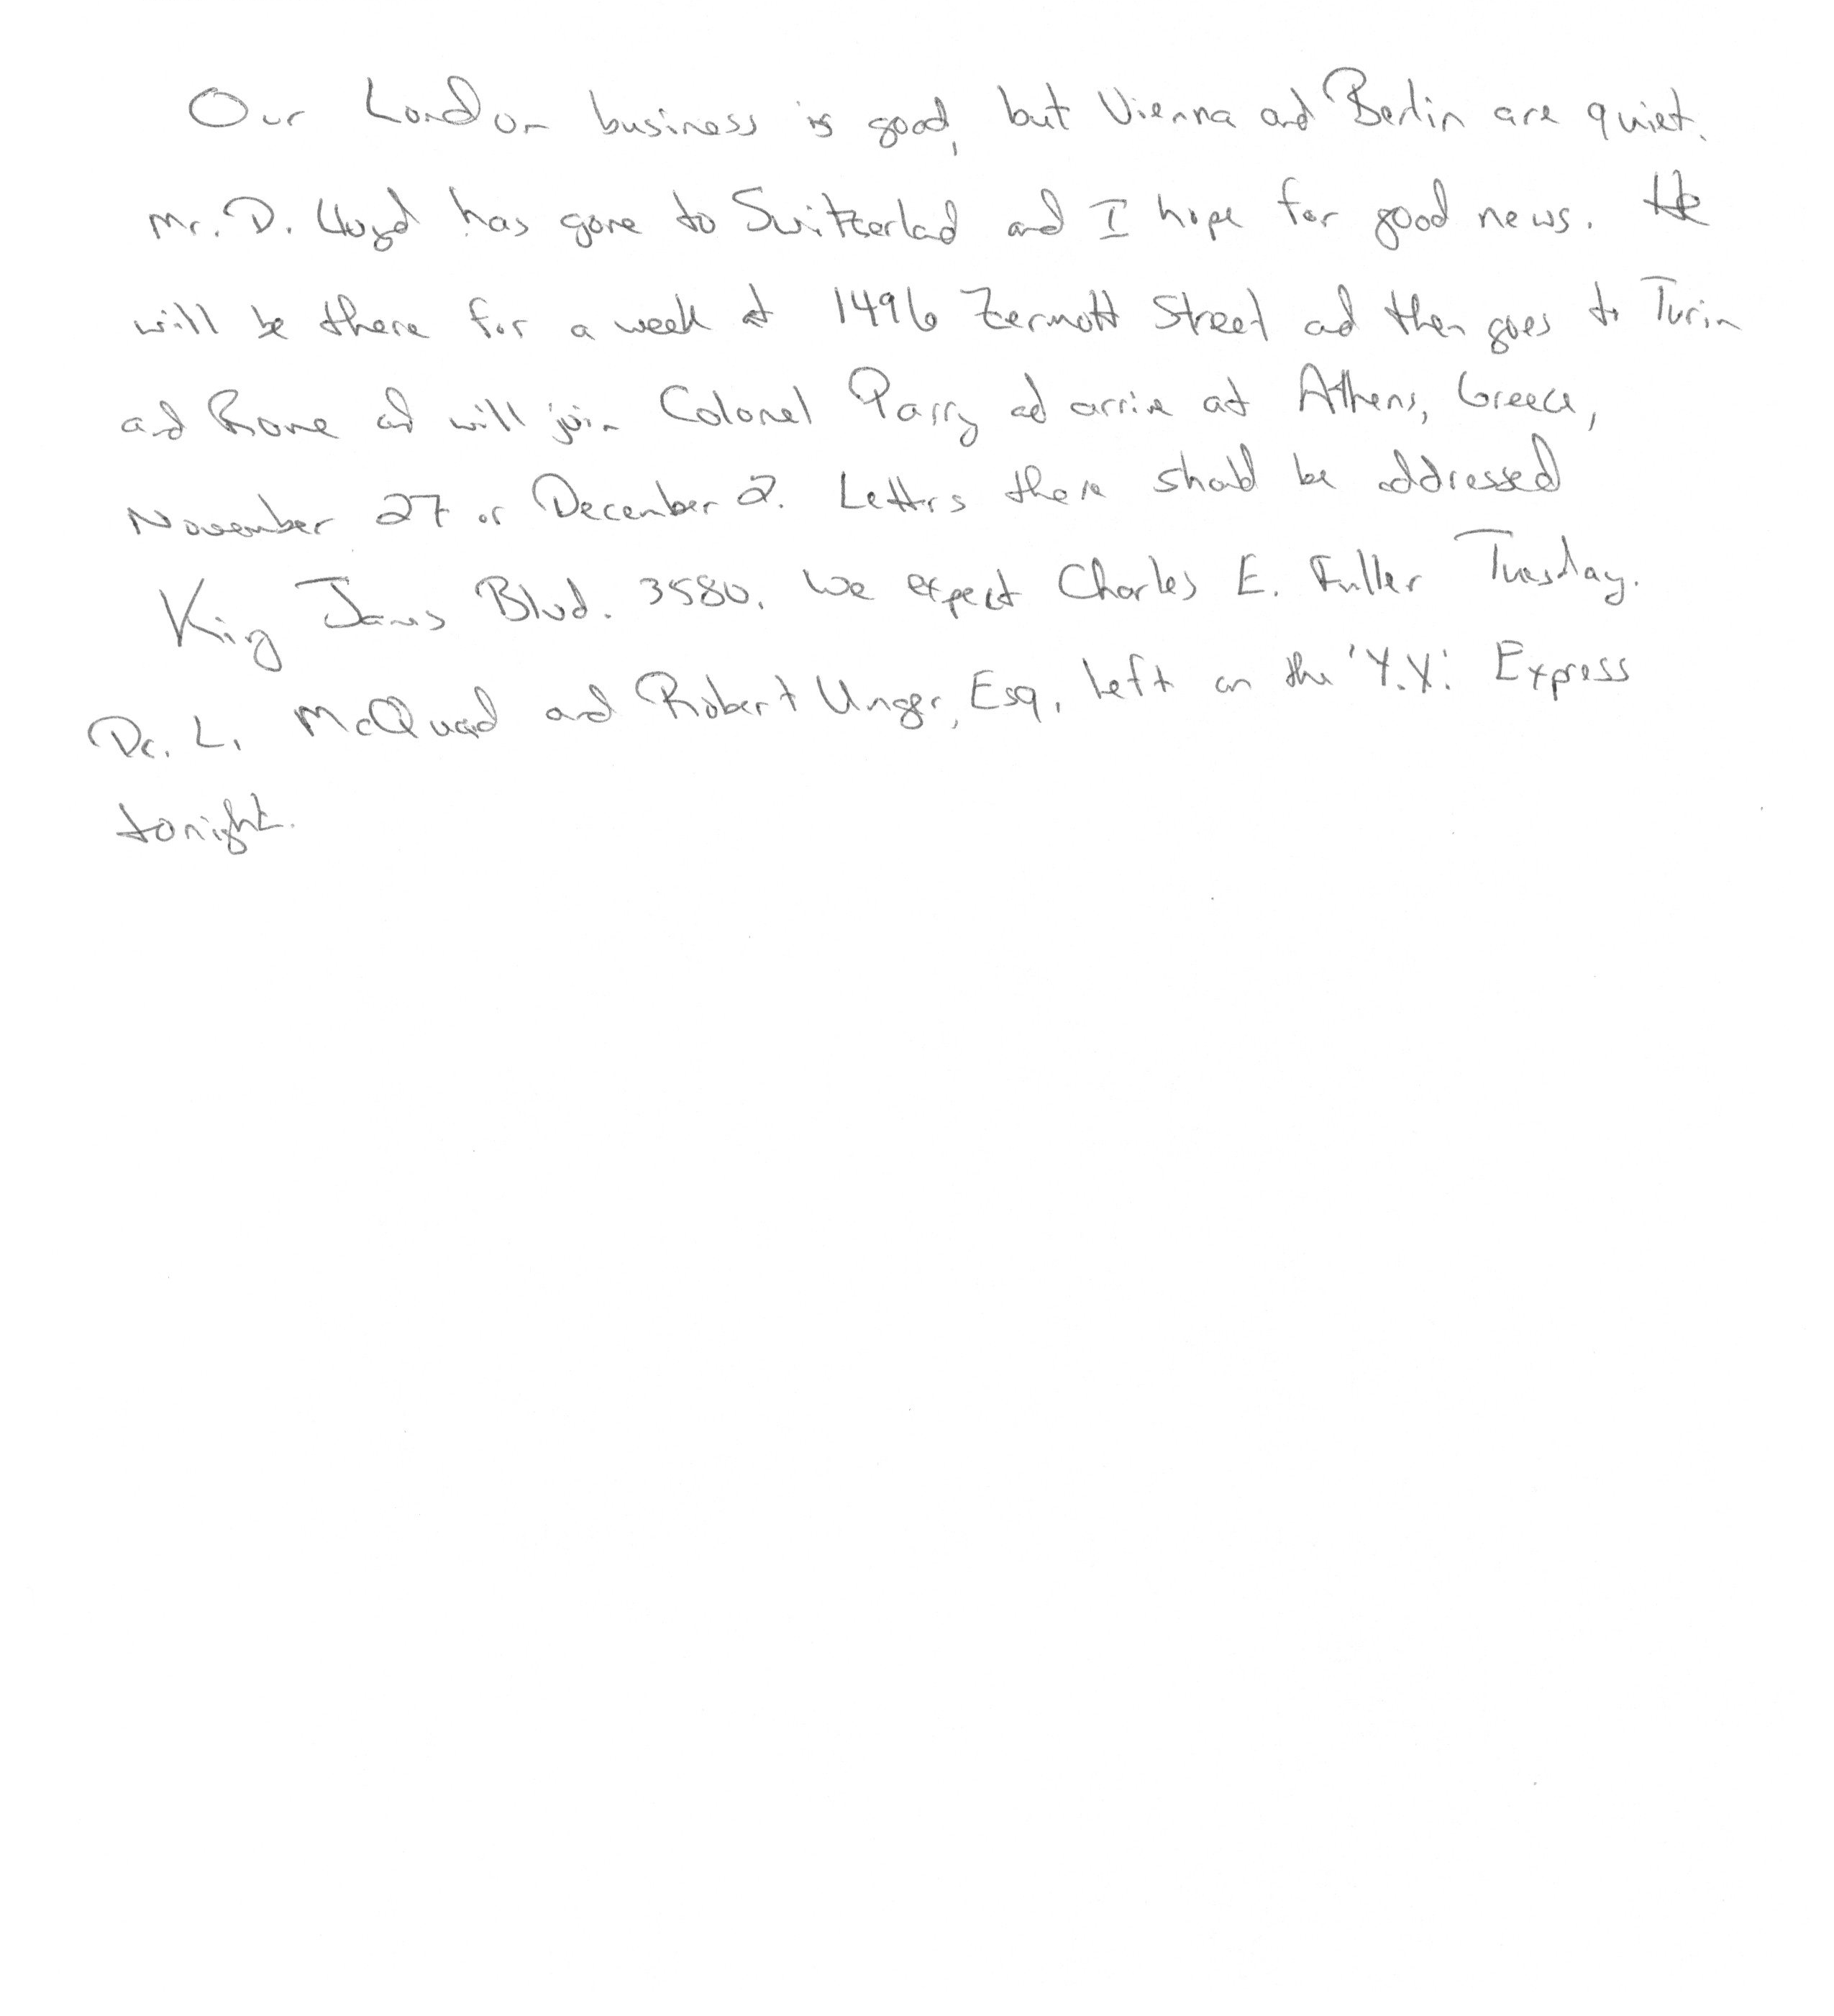 Our London business is good, but Vienna and Berlin are quiet.
Mr. D. Lloyd has gone to Switzerland and I hope for good news. He
will be there for a week at 1496 Zermott Street and then goes to Turin
and Rome and will join Colonel Parry and arrive at Athens, Greece,
November 27 or December 2. Letters there should be addressed
King James Blvd. 3580. We expect Charles E. Fuller Tuesday.
Dr. L. McQuaid and Robert Unger, Esq. left on the 'Y.X.' Express
tonight.